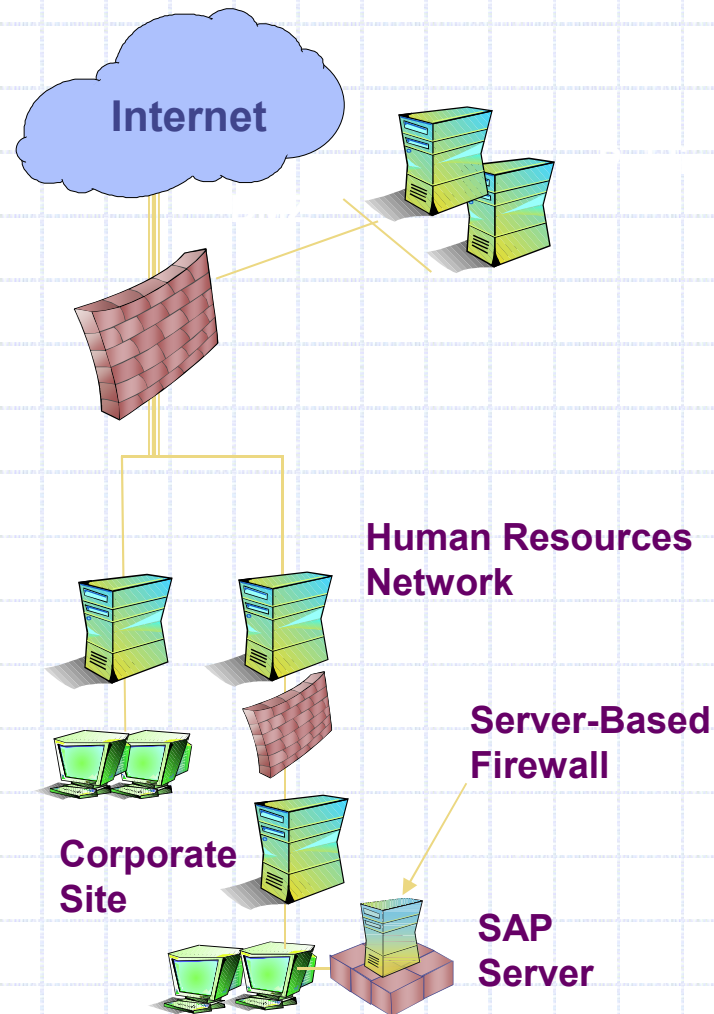 Internet
Human Resources
Network
Server-Based
Firewall
Corporate
Site
SAP
Server